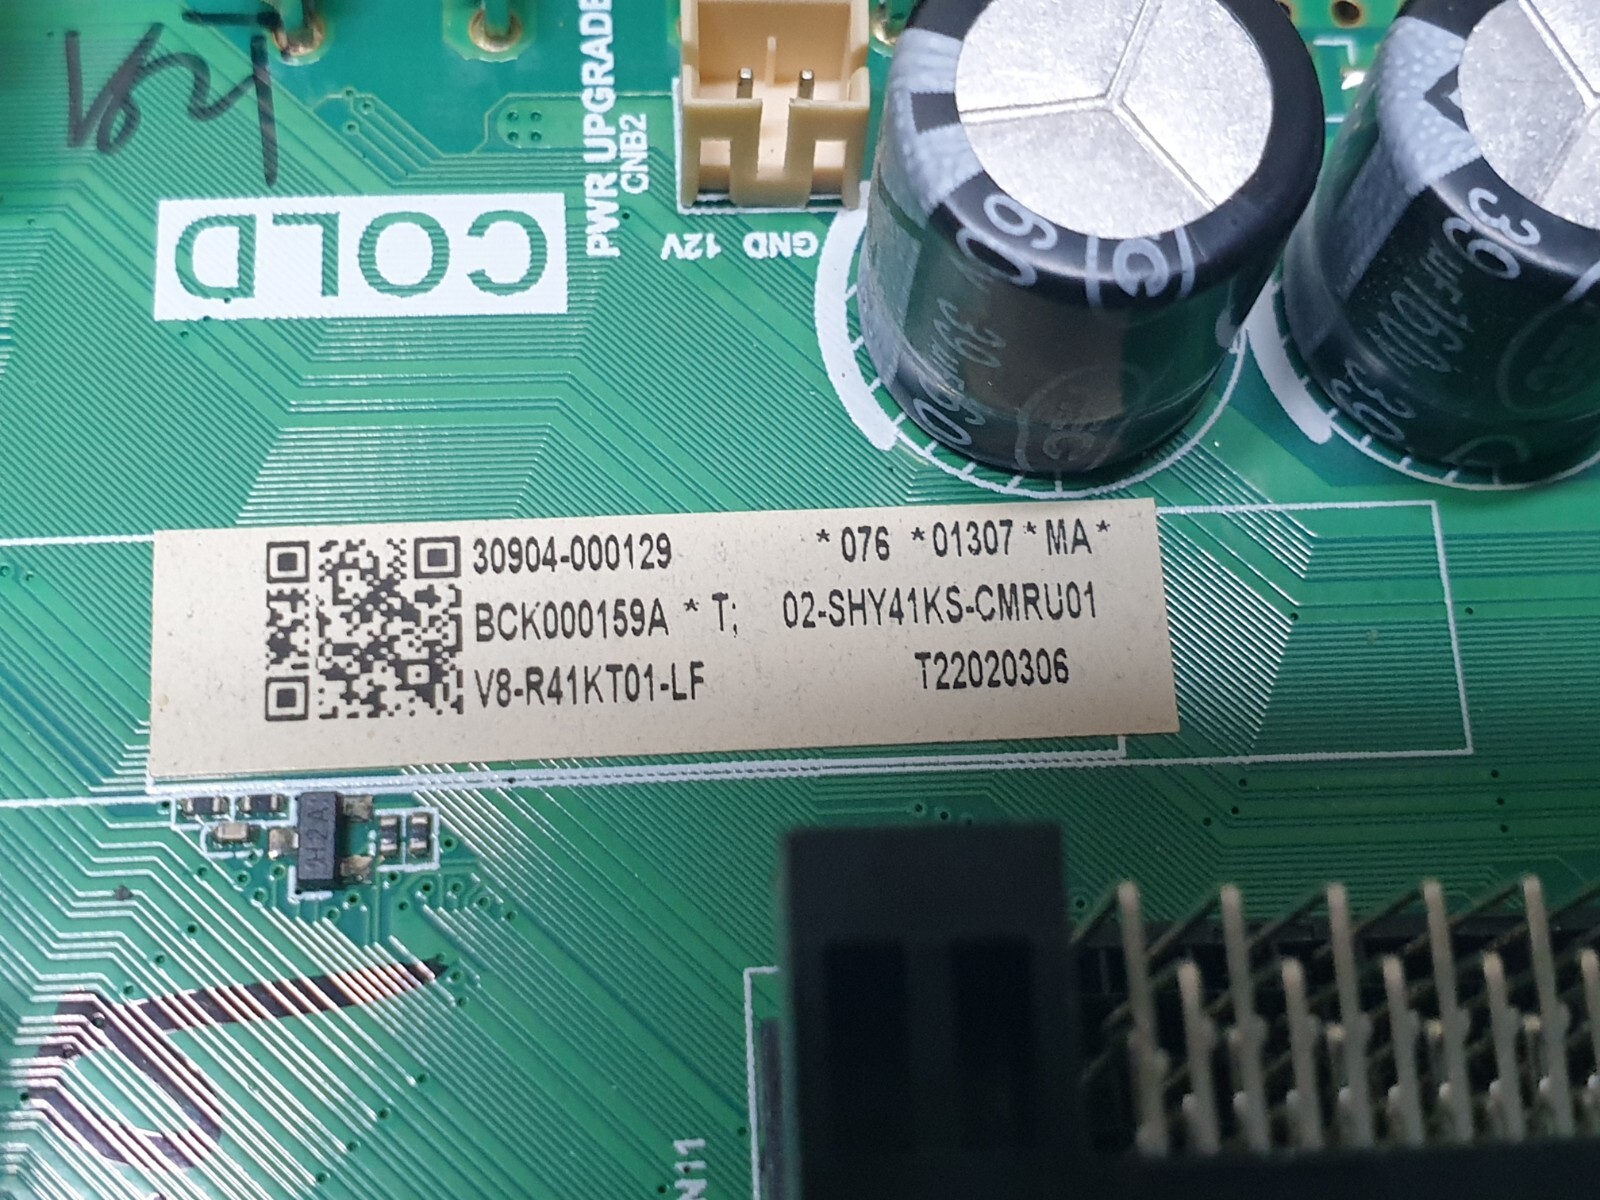 PWR UPGRADE
CNB2
COLD
12V GND
30904-000129 *076 *01307*MA*
BCK000159A *T; 02-SHY41KS-CMRU01
V8-R41KT01-LF T22020306
N11